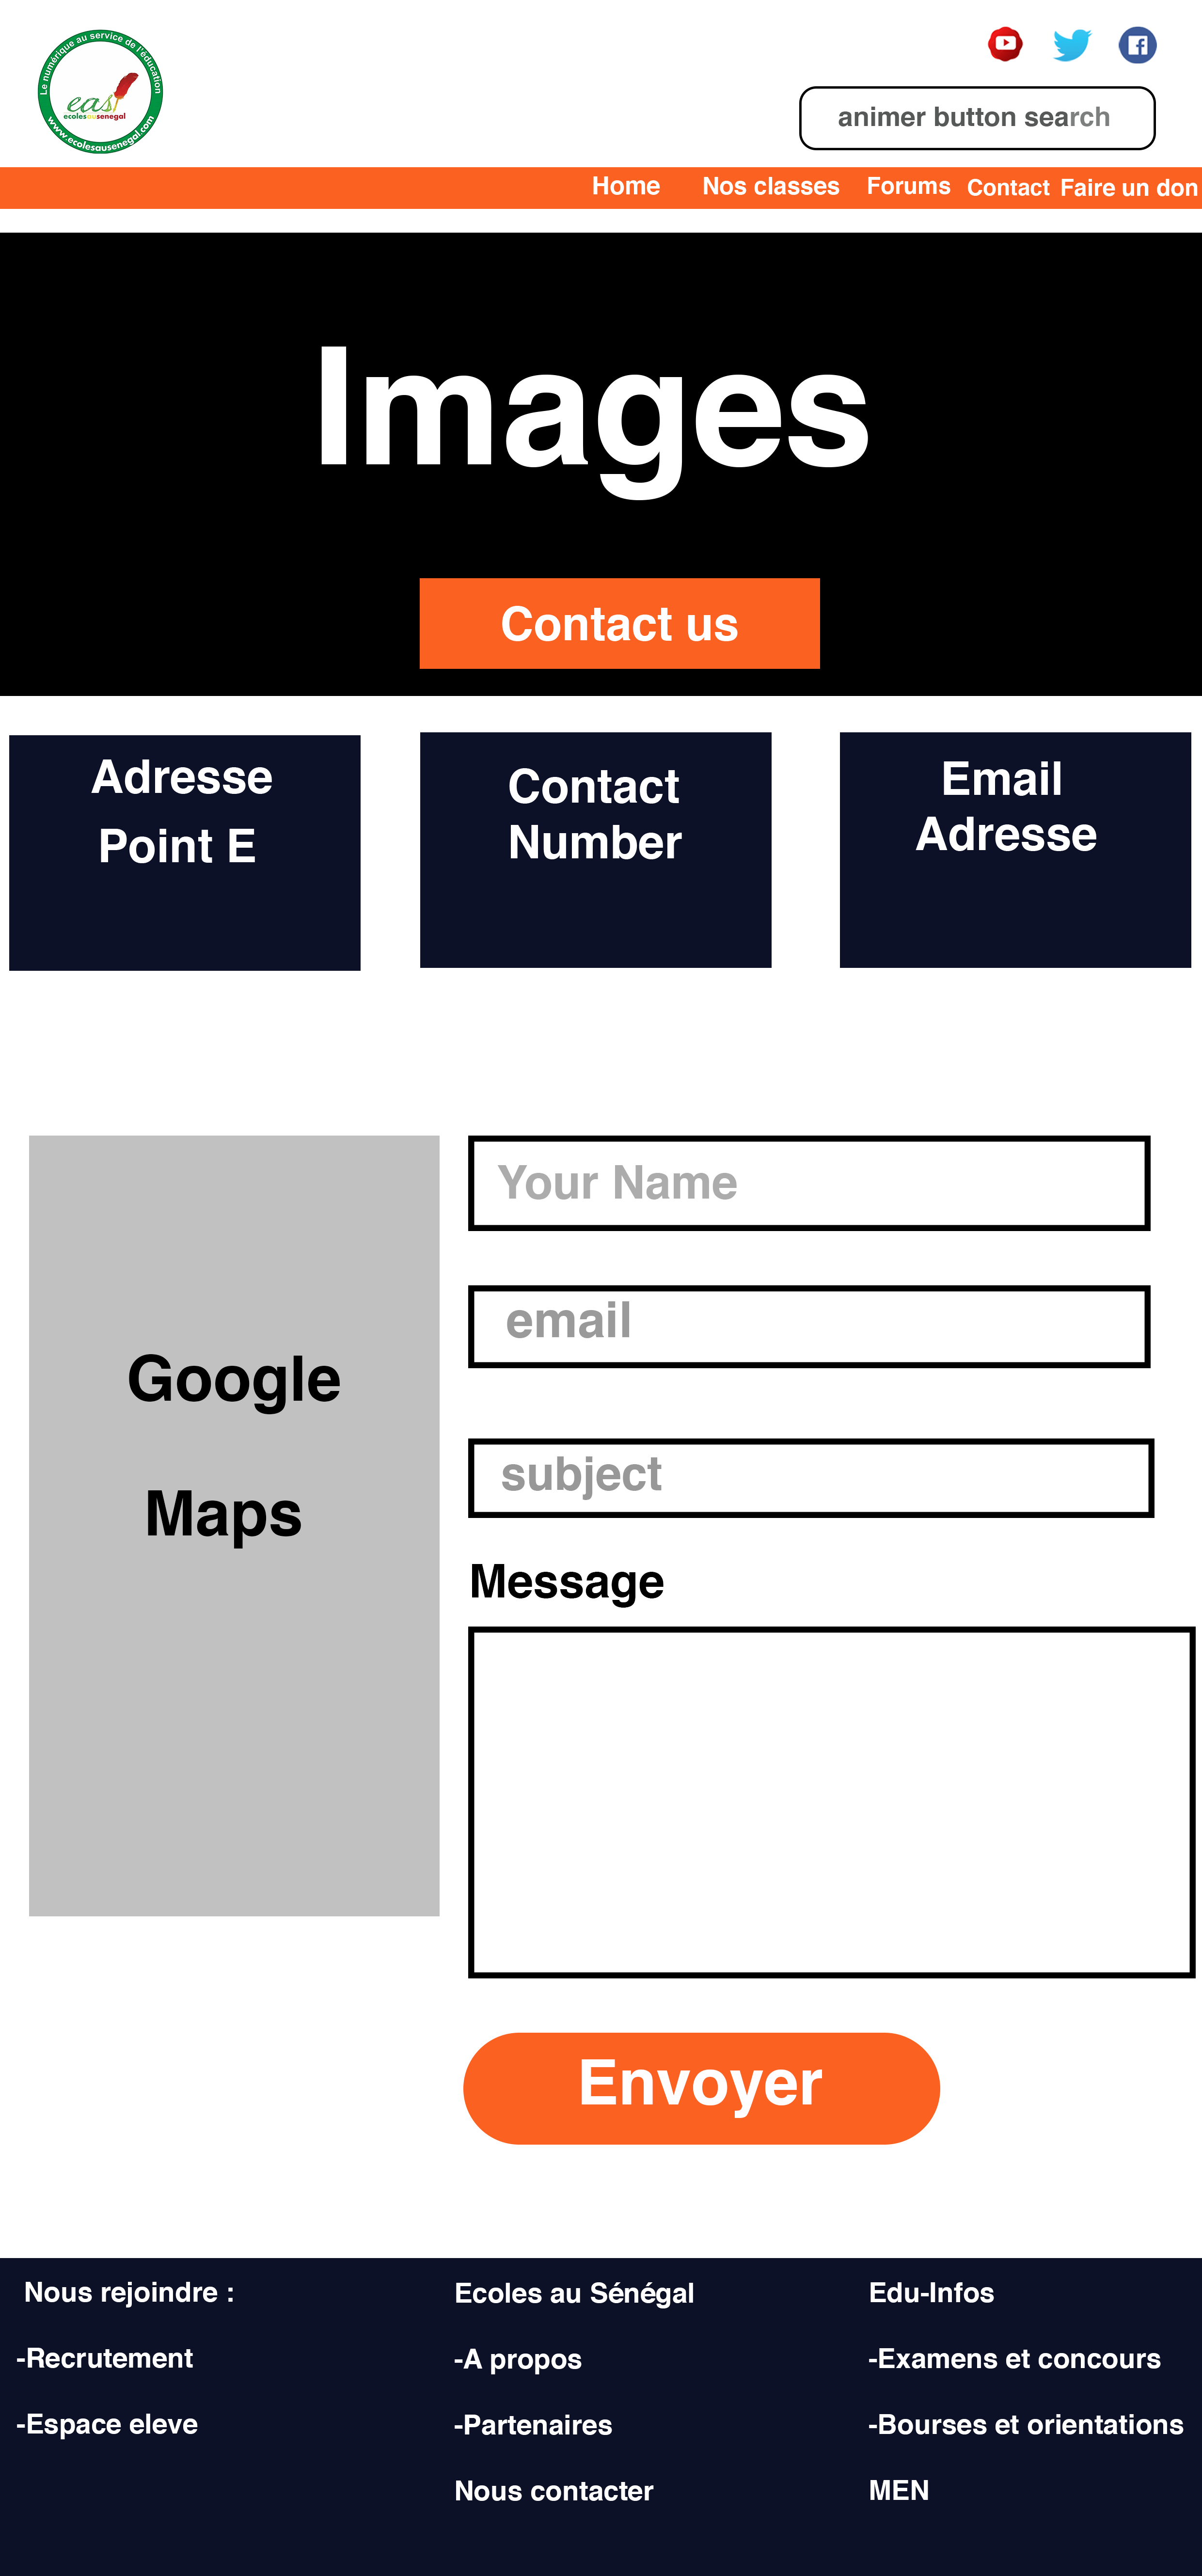 Le numérique au service de l'éducation
eas
ecolesausenegal
www.ecolesausenegal.com
animer button search
Home Nos classes Forums Contact Faire un don
Images
Contact us
Adresse
Point E
Contact
Number
Email
Adresse
Google
Maps
Your Name
email
subject
Message
Envoyer
Nous rejoindre :
-Recrutement
-Espace eleve
Ecoles au Sénégal
-A propos
-Partenaires
Nous contacter
Edu-Infos
-Examens et concours
-Bourses et orientations
MEN